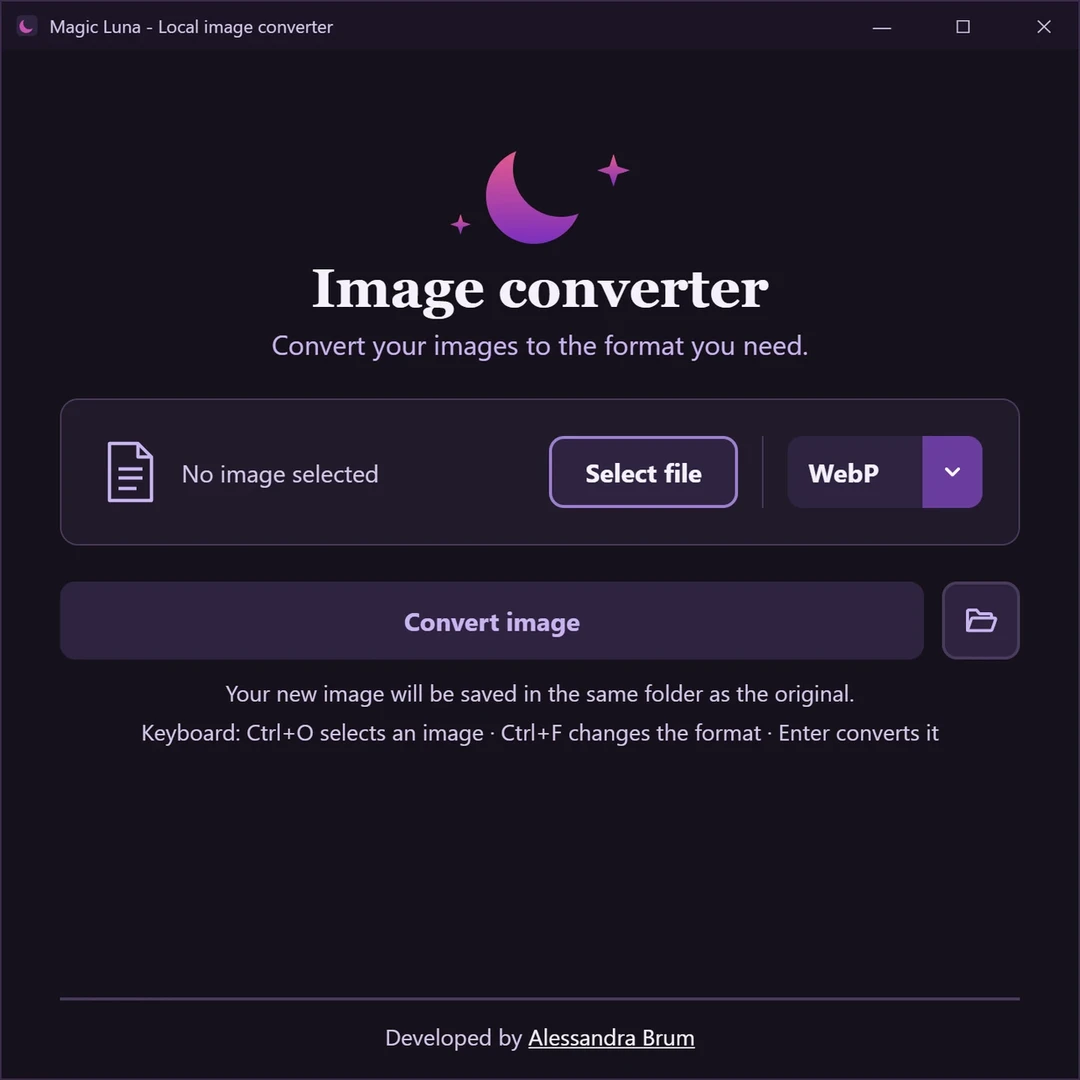 Magic Luna - Local image converter
Image converter
Convert your images to the format you need.
No image selected
Select file
WebP
Convert image
Your new image will be saved in the same folder as the original.
Keyboard: Ctrl+O selects an image · Ctrl+F changes the format · Enter converts it
Developed by Alessandra Brum